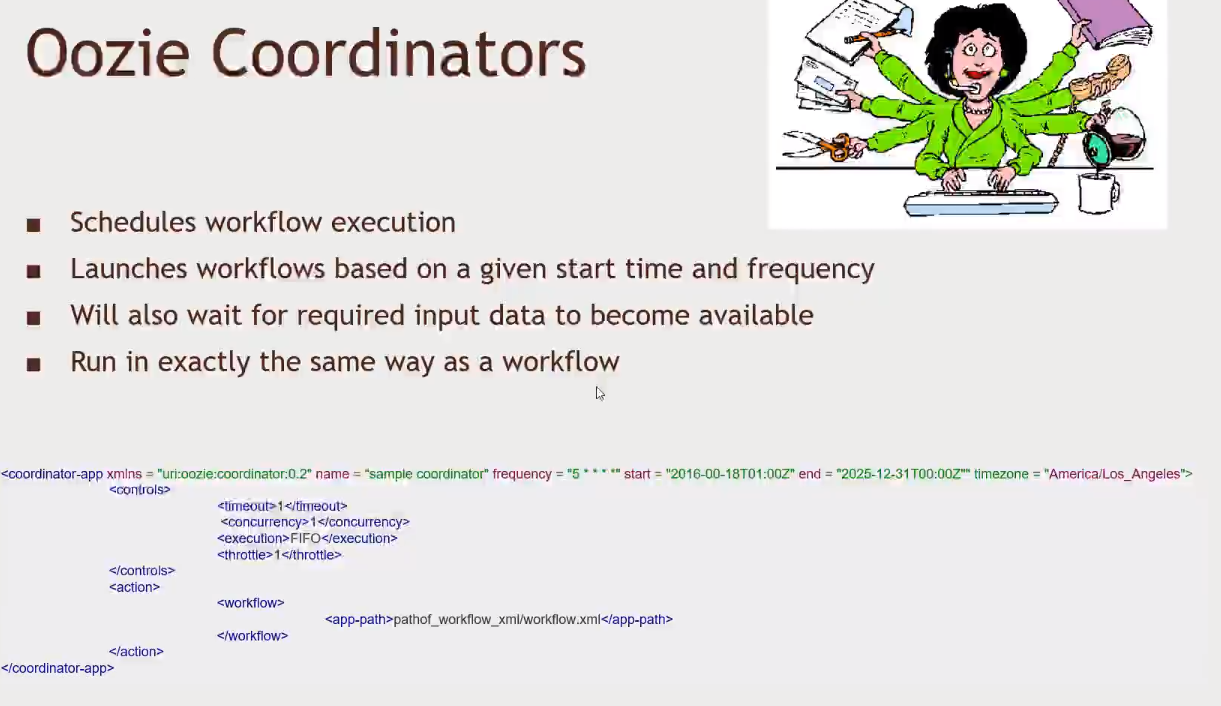 Oozie Coordinators
■ Schedules workflow execution
■ Launches workflows based on a given start time and frequency
■ Will also wait for required input data to become available
■ Run in exactly the same way as a workflow
<coordinator-app xmlns = "uri:oozie:coordinator:0.2" name = "sample coordinator" frequency = "5 * * * *" start = "2016-00-18T01:00Z" end = "2025-12-31T00:00Z"" timezone = "America/Los_Angeles">
<controls>
<timeout>1</timeout>
<concurrency>1</concurrency>
<execution>FIFO</execution>
<throttle>1</throttle>
</controls>
<action>
<workflow>
<app-path>pathof_workflow_xml/workflow.xml</app-path>
</workflow>
</action>
</coordinator-app>